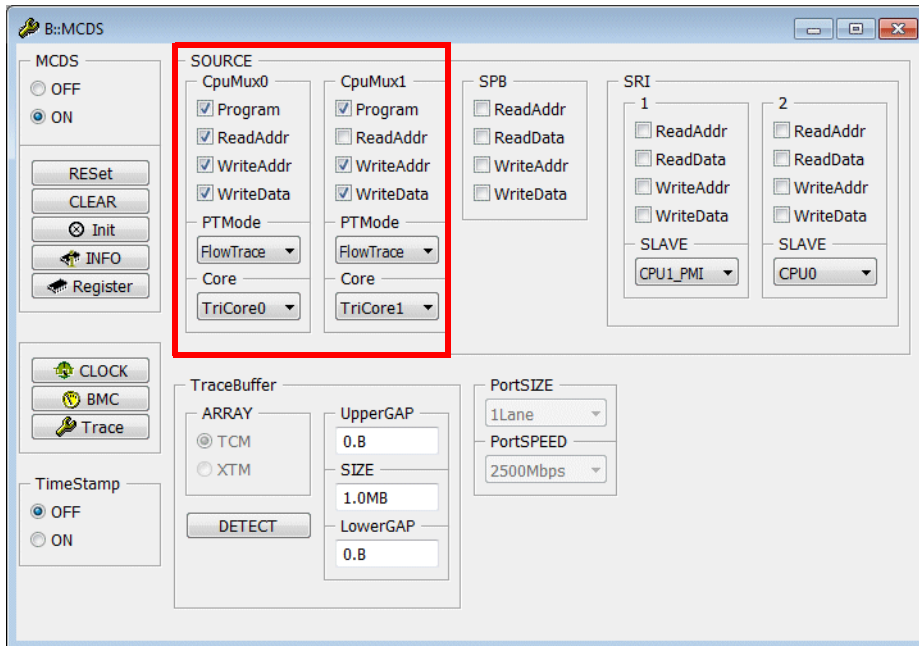 B::MCDS
MCDS
OFF
ON
RESet
CLEAR
Init
INFO
Register
CLOCK
BMC
Trace
TimeStamp
OFF
ON
SOURCE
CpuMux0
Program
ReadAddr
WriteAddr
WriteData
PTMode
FlowTrace
Core
TriCore0
CpuMux1
Program
ReadAddr
WriteAddr
WriteData
PTMode
FlowTrace
Core
TriCore1
SPB
ReadAddr
ReadData
WriteAddr
WriteData
SRI
1
ReadAddr
ReadData
WriteAddr
WriteData
SLAVE
CPU1_PMI
2
ReadAddr
ReadData
WriteAddr
WriteData
SLAVE
CPU0
TraceBuffer
ARRAY
TCM
XTM
DETECT
UpperGAP
0.B
SIZE
1.0MB
LowerGAP
0.B
PortSIZE
1Lane
PortSPEED
2500Mbps